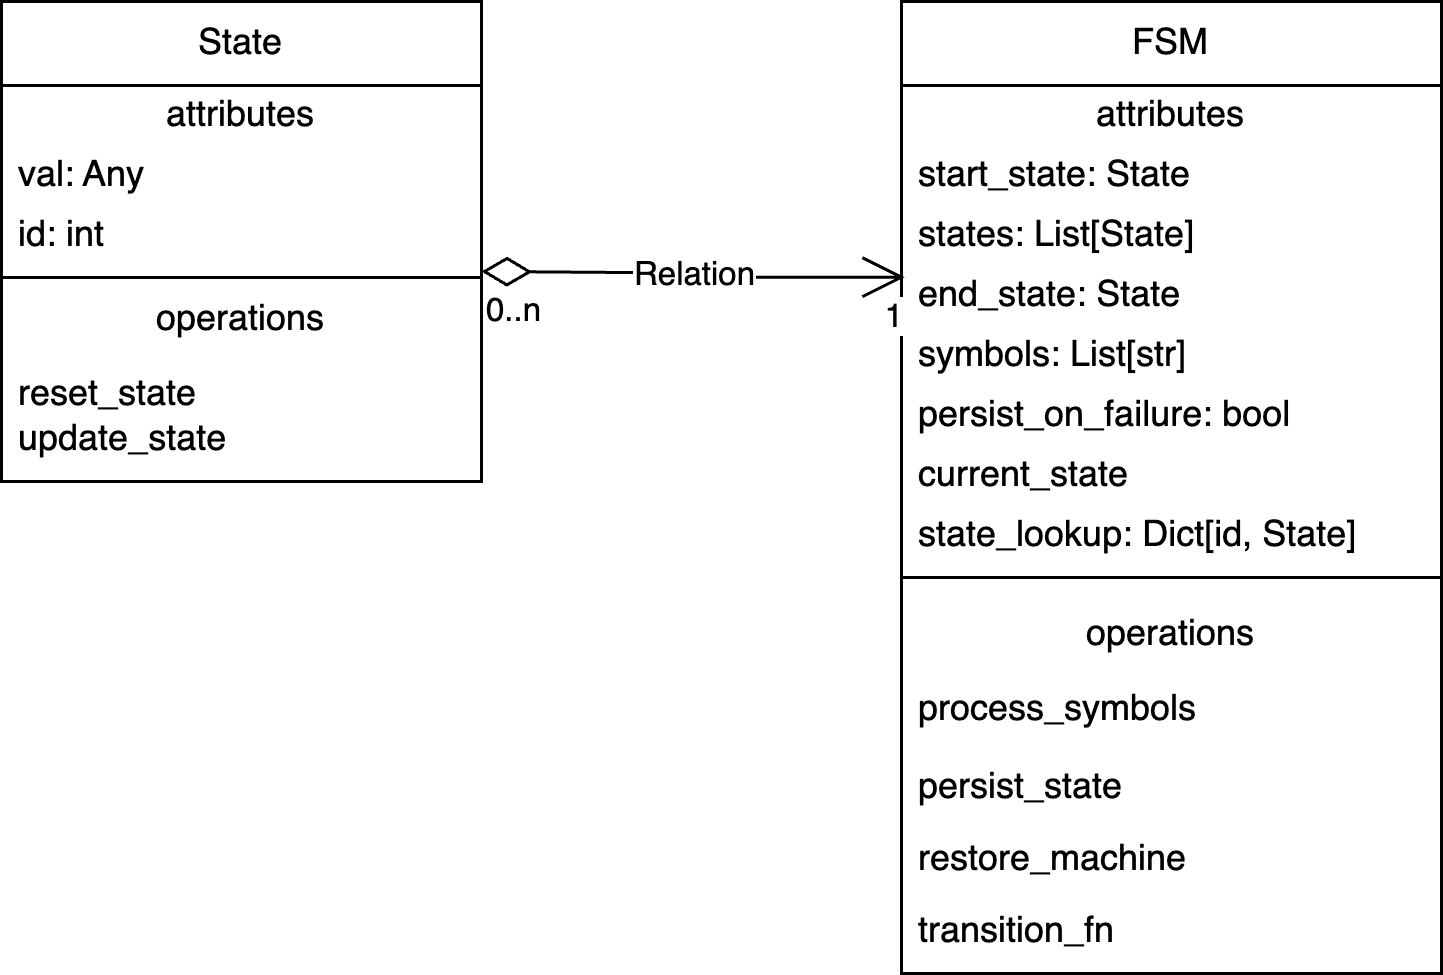 State
attributes
val: Any
id: int
operations
reset_state
update_state
0..n
Relation
1
FSM
attributes
start_state: State
states: List[State]
end_state: State
symbols: List[str]
persist_on_failure: bool
current_state
state_lookup: Dict[id, State]
operations
process_symbols
persist_state
restore_machine
transition_fn